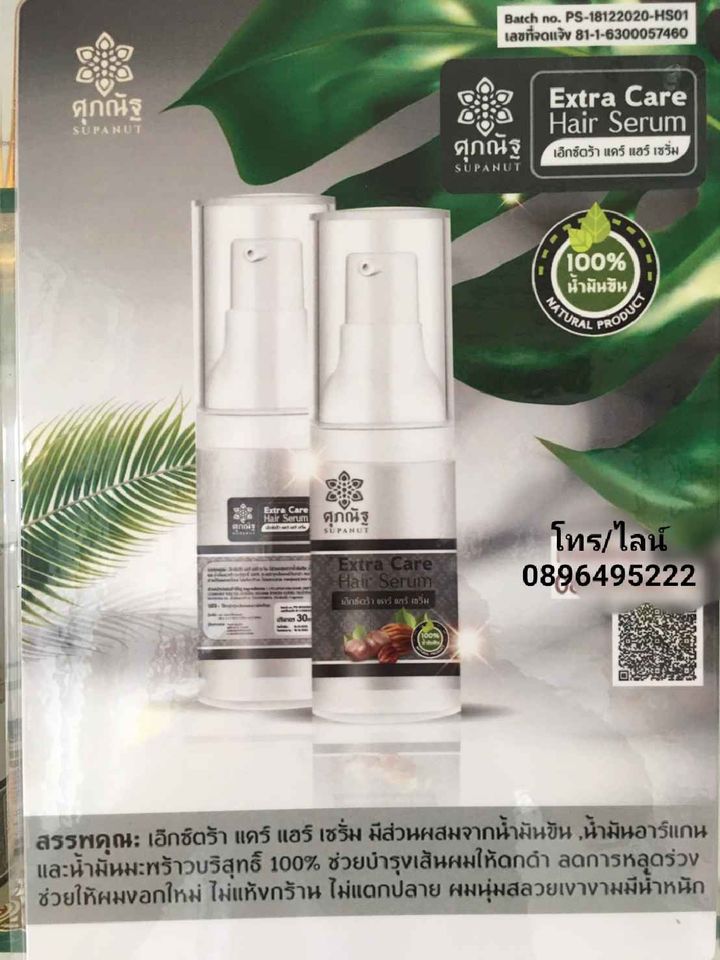 Batch no. PS-18122020-HS01
เลขที่จดแจ้ง 81-1-6300057460
ศุภณัฐ
SUPANUT
ศุภณัฐ
SUPANUT
Extra Care
Hair Serum
เอ็กซ์ตร้า แคร์ แฮร์ เซรั่ม
100%
น้ำมันขัน
NATURAL PRODUCT
ศุภณัฐ
SUPANUT
Extra Care
Hair Serum
ศุภณัฐ
SUPANUT
Extra Care
Hair Serum
เอ็กซ์ตร้า แคร์ แฮร์ เซรั่ม
100%
โทร/ไลน์
0896495222
สรรพคุณ: เอ็กซ์ตร้า แคร์ แฮร์ เซรั่ม มีส่วนผสมจากน้ำมันขัน ,น้ำมันอาร์แกน
และน้ำมันมะพร้าวบริสุทธิ์ 100% ช่วยบำรุงเส้นผมให้ดกดำ ลดการหลุดร่วง
ช่วยให้ผมงอกใหม่ ไม่แห้งกร้าน ไม่แตกปลาย ผมนุ่มสลวยเงางามมีน้ำหนัก